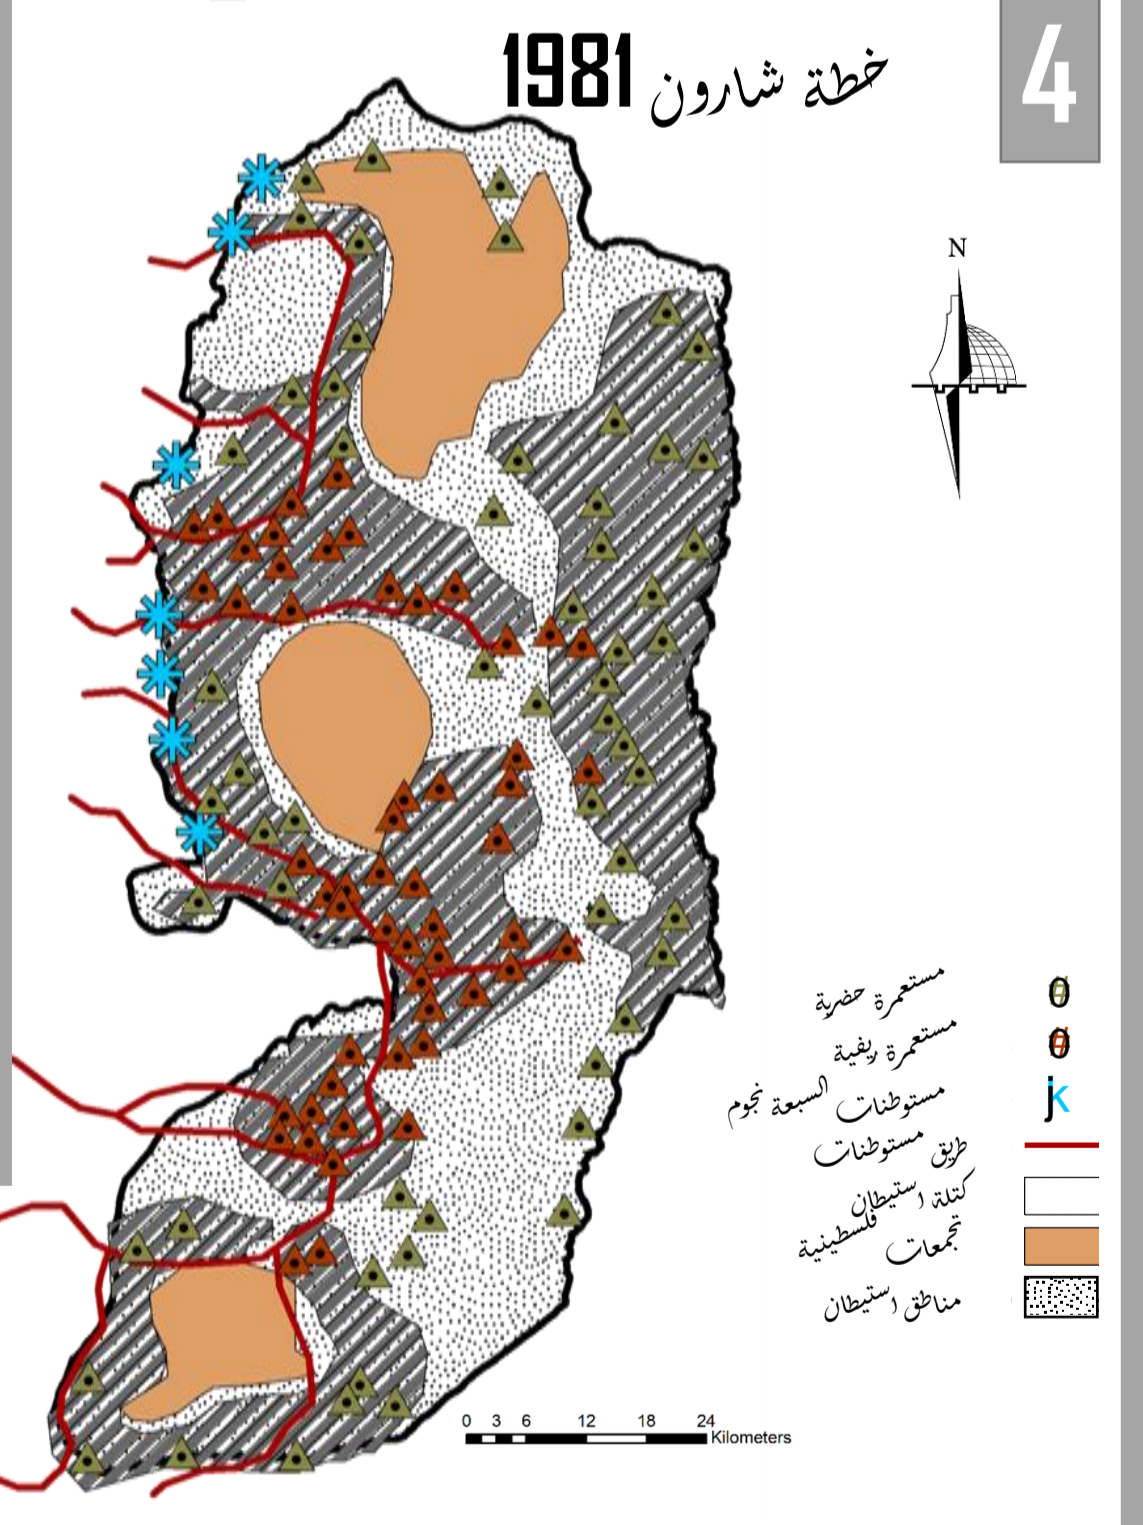 4
خطة شارون 1981
N
مستعمرة حضرية
مستعمرة ريفية
مستوطنات السبعة نجوم
طريق مستوطنات
كتلة استيطان
تجمعات فلسطينية
مناطق استيطان
0 3 6 12 18 24
Kilometers